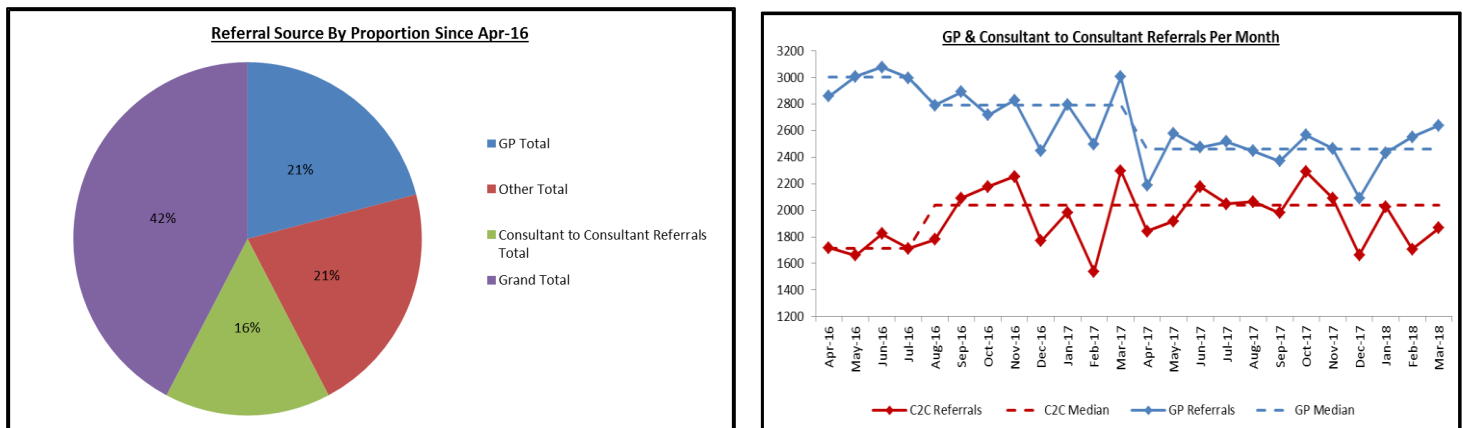 Referral Source By Proportion Since Apr-16
21%
21%
16%
42%
GP Total
Other Total
Consultant to Consultant Referrals
Total
Grand Total
GP & Consultant to Consultant Referrals Per Month
3200
3000
2800
2600
2400
2200
2000
1800
1600
1400
1200
Apr-16
May-16
Jun-16
Jul-16
Aug-16
Sep-16
Oct-16
Nov-16
Dec-16
Jan-17
Feb-17
Mar-17
Apr-17
May-17
Jun-17
Jul-17
Aug-17
Sep-17
Oct-17
Nov-17
Dec-17
Jan-18
Feb-18
Mar-18
C2C Referrals
C2C Median
GP Referrals
GP Median